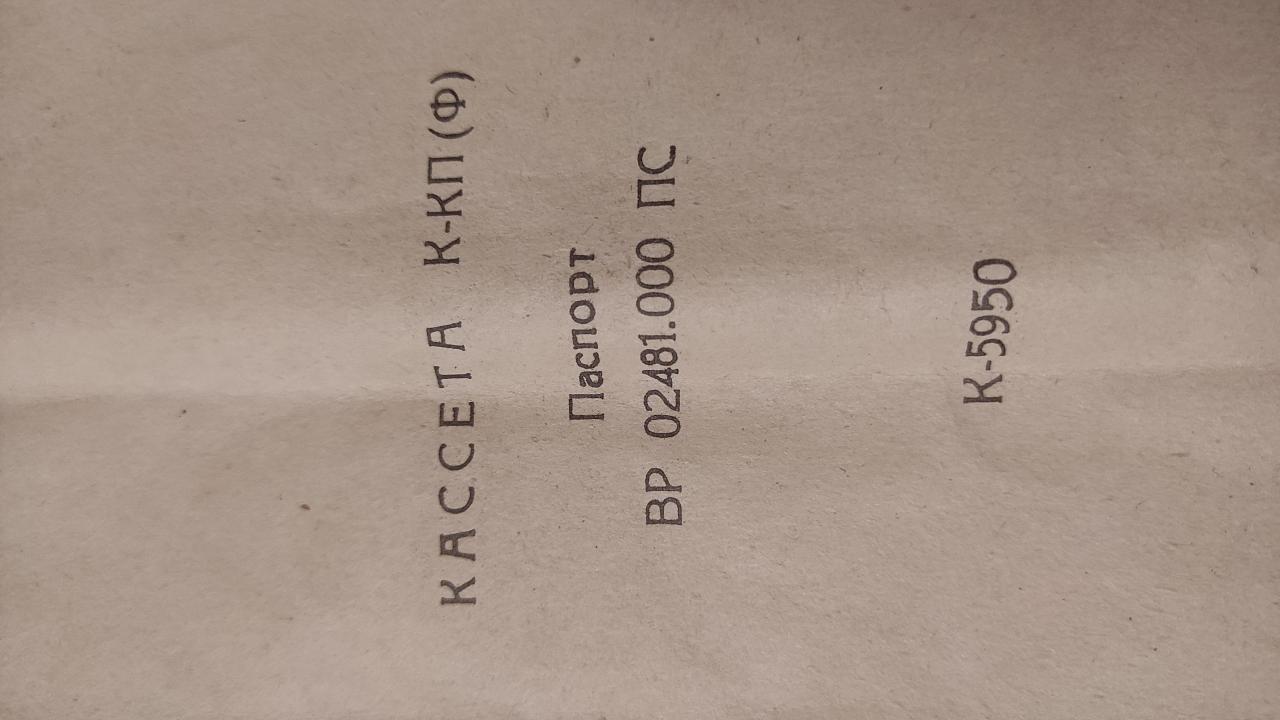 КАССЕТА К-КП(Ф)
Паспорт
ВР 02481.000 ПС
К-5950